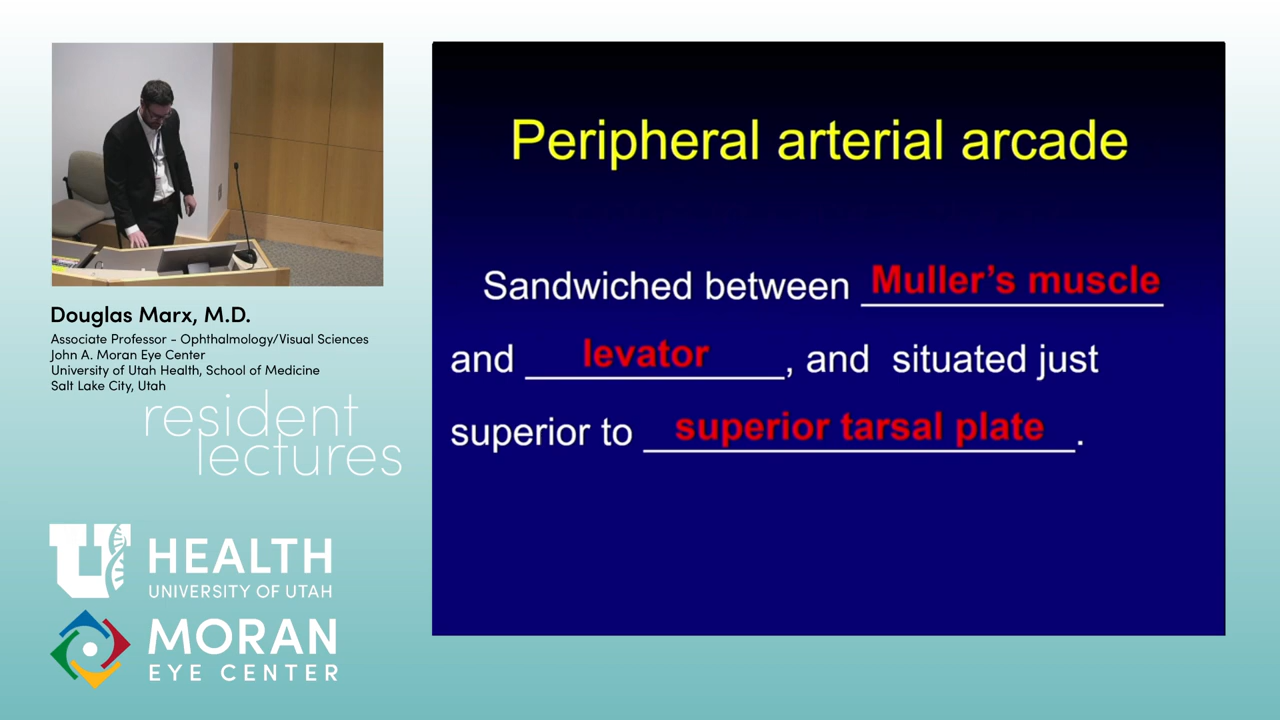 Peripheral arterial arcade
Sandwiched between Muller's muscle
and levator, and situated just
superior to superior tarsal plate.
Douglas Marx, M.D.
Associate Professor - Ophthalmology/Visual Sciences
John A. Moran Eye Center
University of Utah Health, School of Medicine
Salt Lake City, Utah
resident
lectures
U HEALTH
UNIVERSITY OF UTAH
MORAN
EYE CENTER